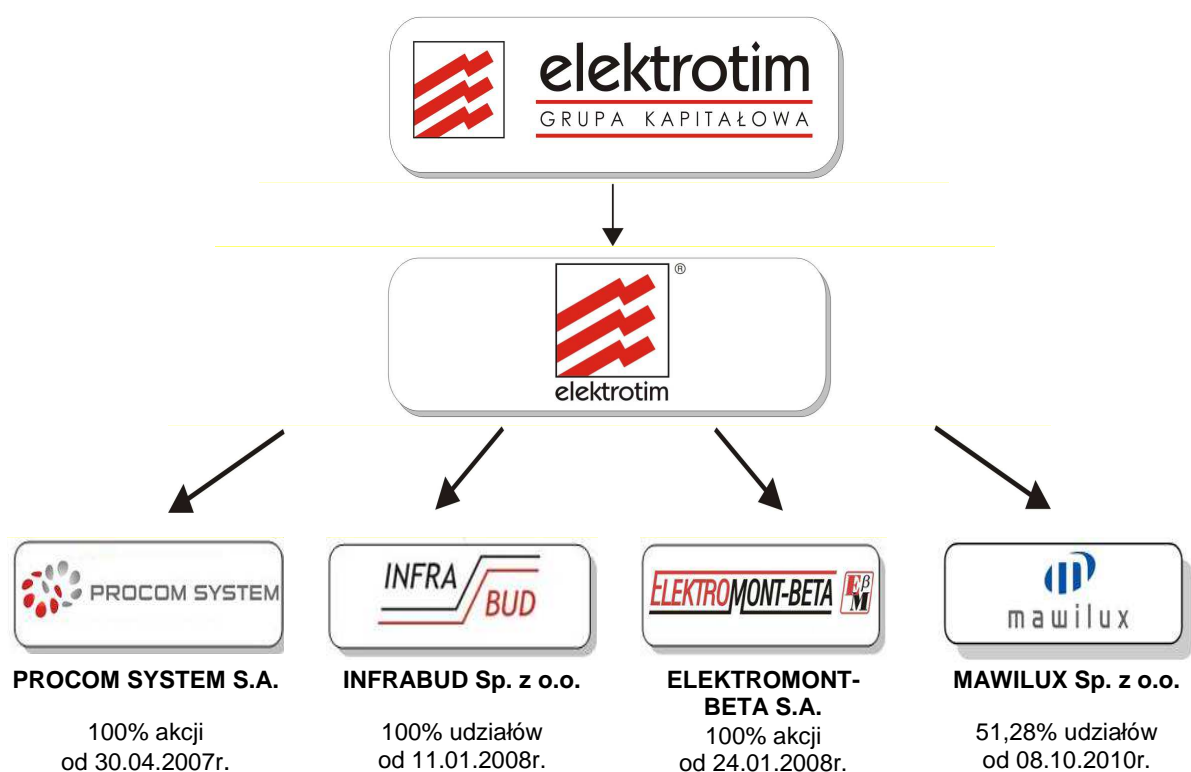 elektrotim
GRUPA KAPITAŁOWA
®
elektrotim
PROCOM SYSTEM
INFRA
BUD
ELEKTROMONT-BETA
Eβ
M
mawilux
PROCOM SYSTEM S.A.
100% akcji
od 30.04.2007r.
INFRABUD Sp. z o.o.
100% udziałów
od 11.01.2008r.
ELEKTROMONT-
BETA S.A.
100% akcji
od 24.01.2008r.
MAWILUX Sp. z o.o.
51,28% udziałów
od 08.10.2010r.